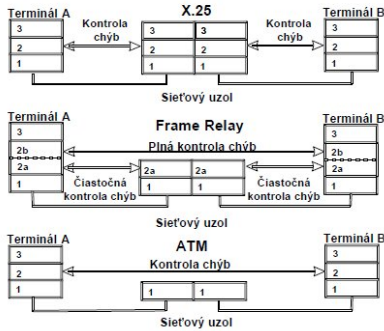 X.25
Terminál A
Terminál B
Kontrola chýb
Kontrola chýb
3 3 3 3
2 2 2 2
1 1 1 1
Sieťový uzol
Frame Relay
Terminál A
Terminál B
3 3
Plná kontrola chýb
2b 2b
2a 2a 2a 2a
1 1 1 1
Čiastočná kontrola chýb
Čiastočná kontrola chýb
Sieťový uzol
ATM
Terminál A
Terminál B
Kontrola chýb
3 3
2 2
1 1 1 1
Sieťový uzol